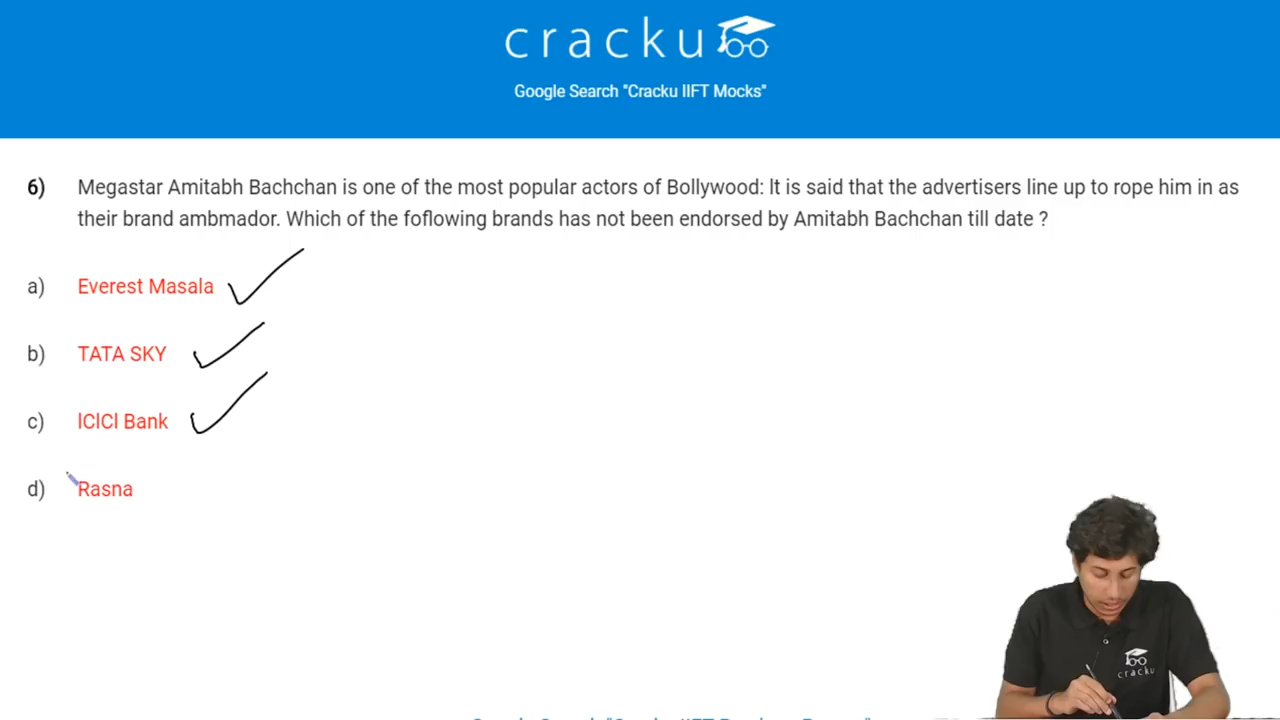 cracku
Google Search "Cracku IIFT Mocks"
6) Megastar Amitabh Bachchan is one of the most popular actors of Bollywood: lt is said that the advertisers line up to rope him in as
their brand ambmador. Which of the foflowing brands has not been endorsed by Amitabh Bachchan till date ?
a) Everest Masala
b) TATA SKY
c) lClCl Bank
d) Rasna
cracku